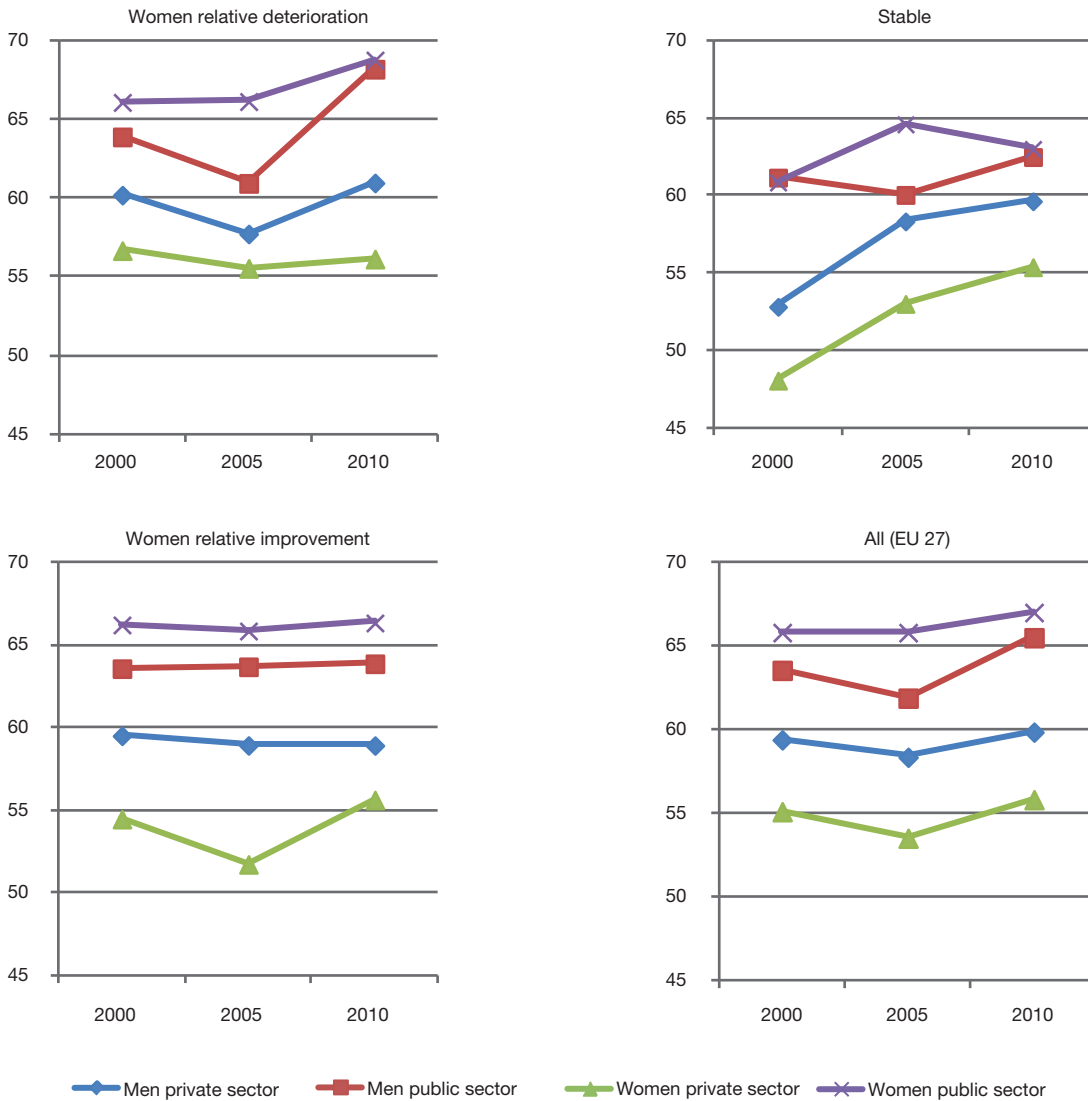 Women relative deterioration
70
65
60
55
50
45
2000 2005 2010
Stable
70
65
60
55
50
45
2000 2005 2010
Women relative improvement
70
65
60
55
50
45
2000 2005 2010
All (EU 27)
70
65
60
55
50
45
2000 2005 2010
Men private sector Men public sector Women private sector Women public sector